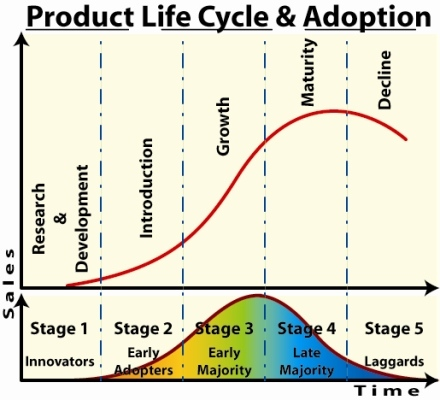 Product Life Cycle & Adoption
Research
&
Development
Introduction
Growth
Maturity
Decline
Sales
Stage 1
Stage 2
Stage 3
Stage 4
Stage 5
Innovators
Early
Adopters
Early
Majority
Late
Majority
Laggards
Time